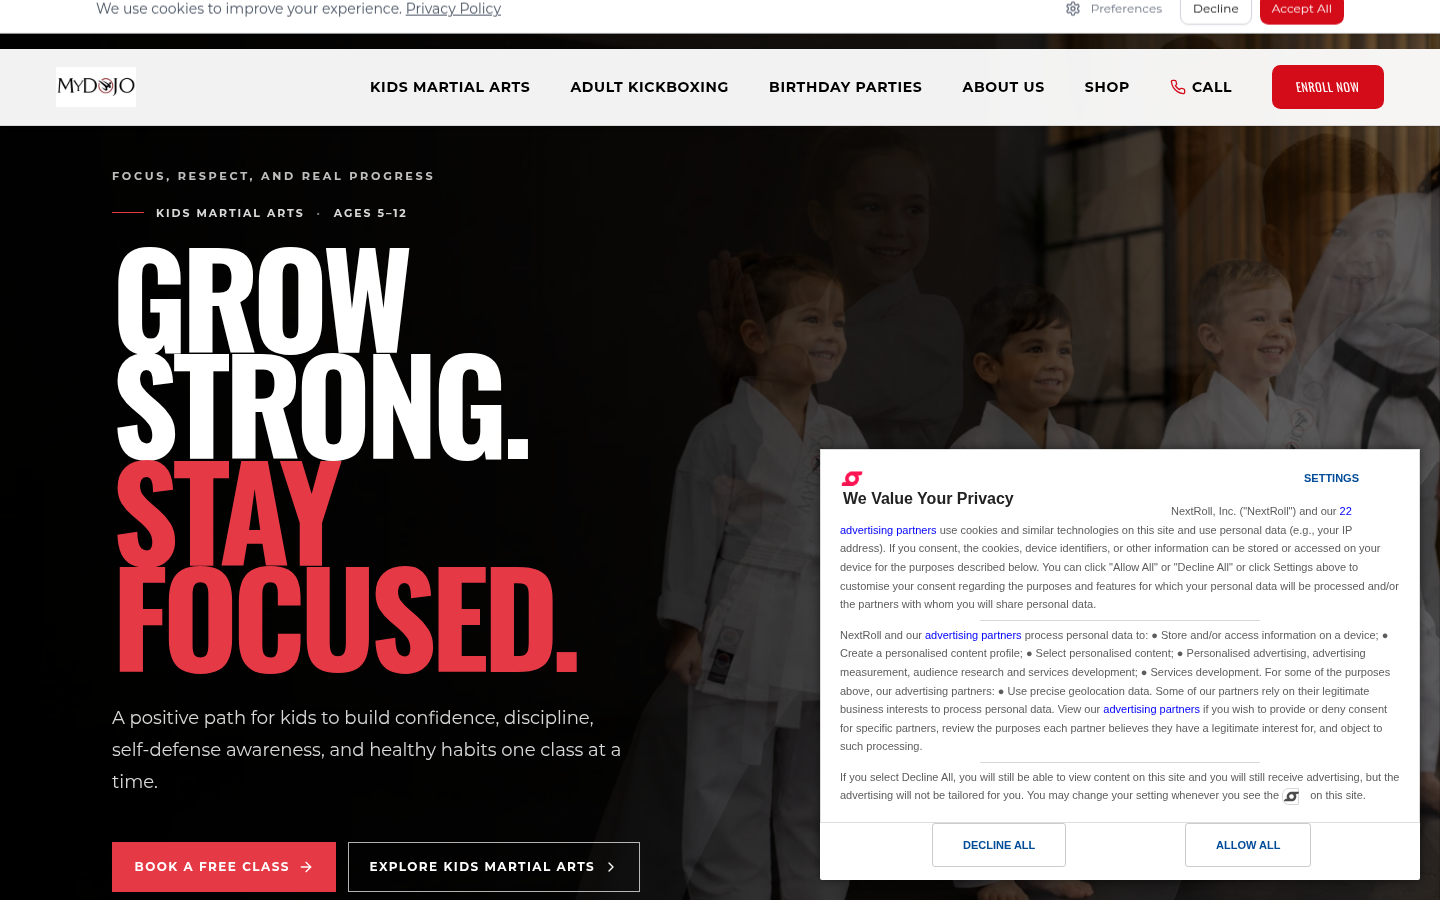 We use cookies to improve your experience. Privacy Policy
Preferences
Decline
Accept All
MYDOJO
KIDS MARTIAL ARTS
ADULT KICKBOXING
BIRTHDAY PARTIES
ABOUT US
SHOP
CALL
ENROLL NOW
FOCUS, RESPECT, AND REAL PROGRESS
KIDS MARTIAL ARTS · AGES 5–12
GROW
STRONG.
STAY
FOCUSED.
A positive path for kids to build confidence, discipline,
self-defense awareness, and healthy habits one class at a
time.
BOOK A FREE CLASS
EXPLORE KIDS MARTIAL ARTS
SETTINGS
We Value Your Privacy
NextRoll, Inc. ("NextRoll") and our 22
advertising partners use cookies and similar technologies on this site and use personal data (e.g., your IP
address). If you consent, the cookies, device identifiers, or other information can be stored or accessed on your
device for the purposes described below. You can click "Allow All" or "Decline All" or click Settings above to
customise your consent regarding the purposes and features for which your personal data will be processed and/or
the partners with whom you will share personal data.
NextRoll and our advertising partners process personal data to: ● Store and/or access information on a device; ●
Create a personalised content profile; ● Select personalised content; ● Personalised advertising, advertising
measurement, audience research and services development; ● Services development. For some of the purposes
above, our advertising partners: ● Use precise geolocation data. Some of our partners rely on their legitimate
business interests to process personal data. View our advertising partners if you wish to provide or deny consent
for specific partners, review the purposes each partner believes they have a legitimate interest for, and object to
such processing.
If you select Decline All, you will still be able to view content on this site and you will still receive advertising, but the
advertising will not be tailored for you. You may change your setting whenever you see the on this site.
DECLINE ALL
ALLOW ALL